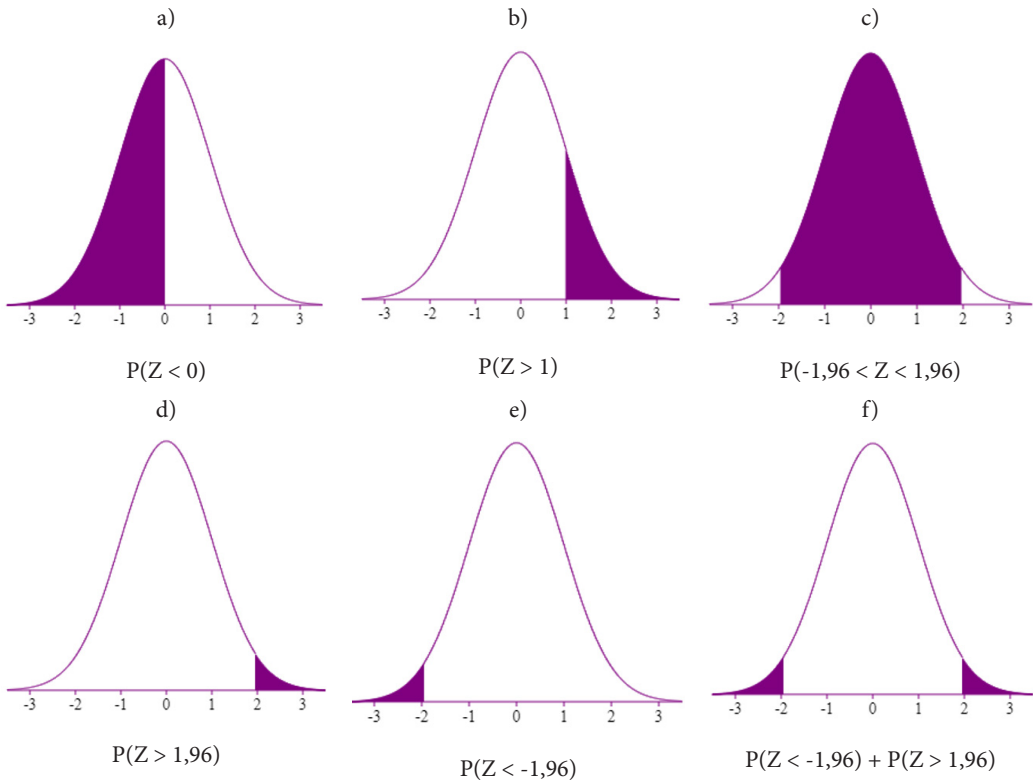 a) b) c)
-3 -2 -1 0 1 2 3 -3 -2 -1 0 1 2 3 -3 -2 -1 0 1 2 3
P(Z < 0) P(Z > 1) P(-1,96 < Z < 1,96)
d) e) f)
-3 -2 -1 0 1 2 3 -3 -2 -1 0 1 2 3 -3 -2 -1 0 1 2 3
P(Z > 1,96) P(Z < -1,96) P(Z < -1,96) + P(Z > 1,96)